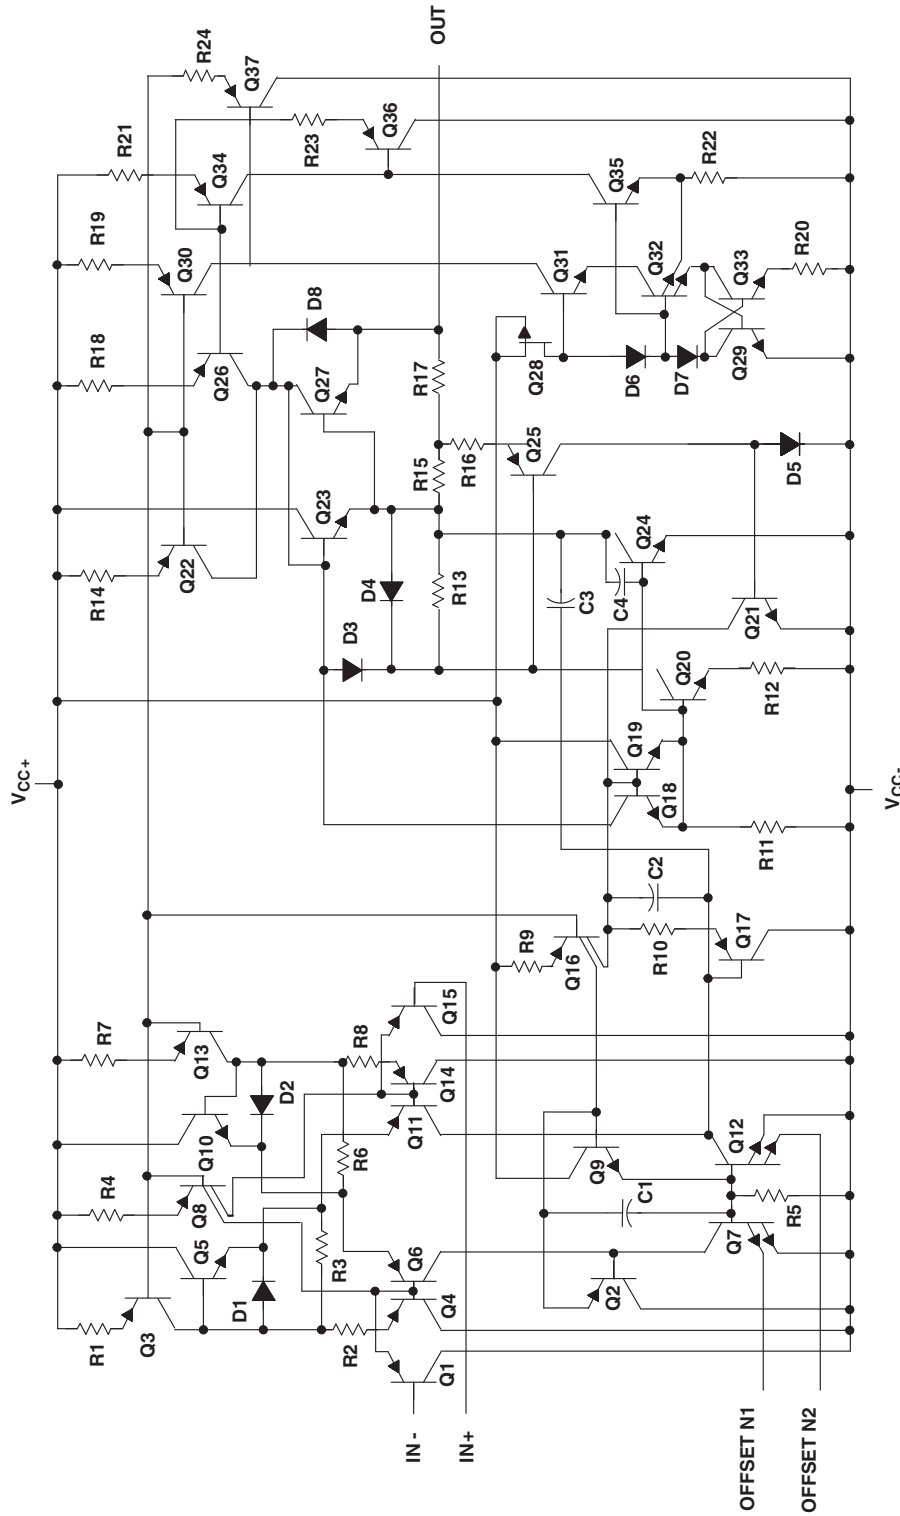 VCC+
R1
Q3
Q5
R4
Q8
Q10
R7
Q13
D1
R3
R2
D2
R6
R8
Q1
Q4
Q6
Q11
Q14
Q15
IN -
IN+
Q2
C1
Q9
Q7
R5
Q12
OFFSET N1
OFFSET N2
R9
Q16
R10
C2
Q17
R11
Q18
Q19
Q20
R12
Q21
C3
C4
Q24
D5
Q25
R16
R13
R15
R17
D3
D4
R14
Q22
Q23
Q27
D8
Q26
R18
R19
Q30
R21
Q34
R24
Q37
R23
Q36
OUT
Q28
Q31
D6
D7
Q32
Q35
R22
Q29
Q33
R20
VCC-